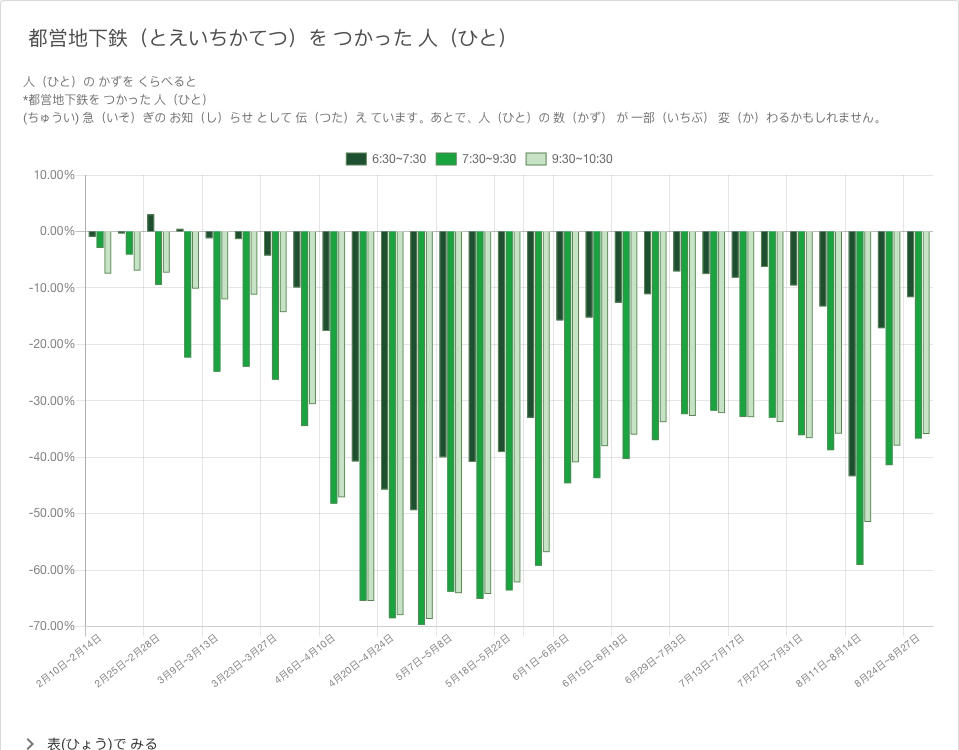 都営地下鉄（とえいちかてつ）を つかった 人（ひと）
人（ひと）の かずを くらべると
*都営地下鉄を つかった 人（ひと）
(ちゅうい) 急（いそ）ぎの お知（し）らせ として 伝（つた）え ています。あとで、人（ひと）の 数（かず） が 一部（いちぶ） 変（か）わるかもしれません。
6:30~7:30 7:30~9:30 9:30~10:30
10.00%
0.00%
-10.00%
-20.00%
-30.00%
-40.00%
-50.00%
-60.00%
-70.00%
2月10日~2月14日
2月25日~2月28日
3月9日~3月13日
3月23日~3月27日
4月6日~4月10日
4月20日~4月24日
5月7日~5月8日
5月18日~5月22日
6月1日~6月5日
6月15日~6月19日
6月29日~7月3日
7月13日~7月17日
7月27日~7月31日
8月11日~8月14日
8月24日~8月27日
表(ひょう)で みる